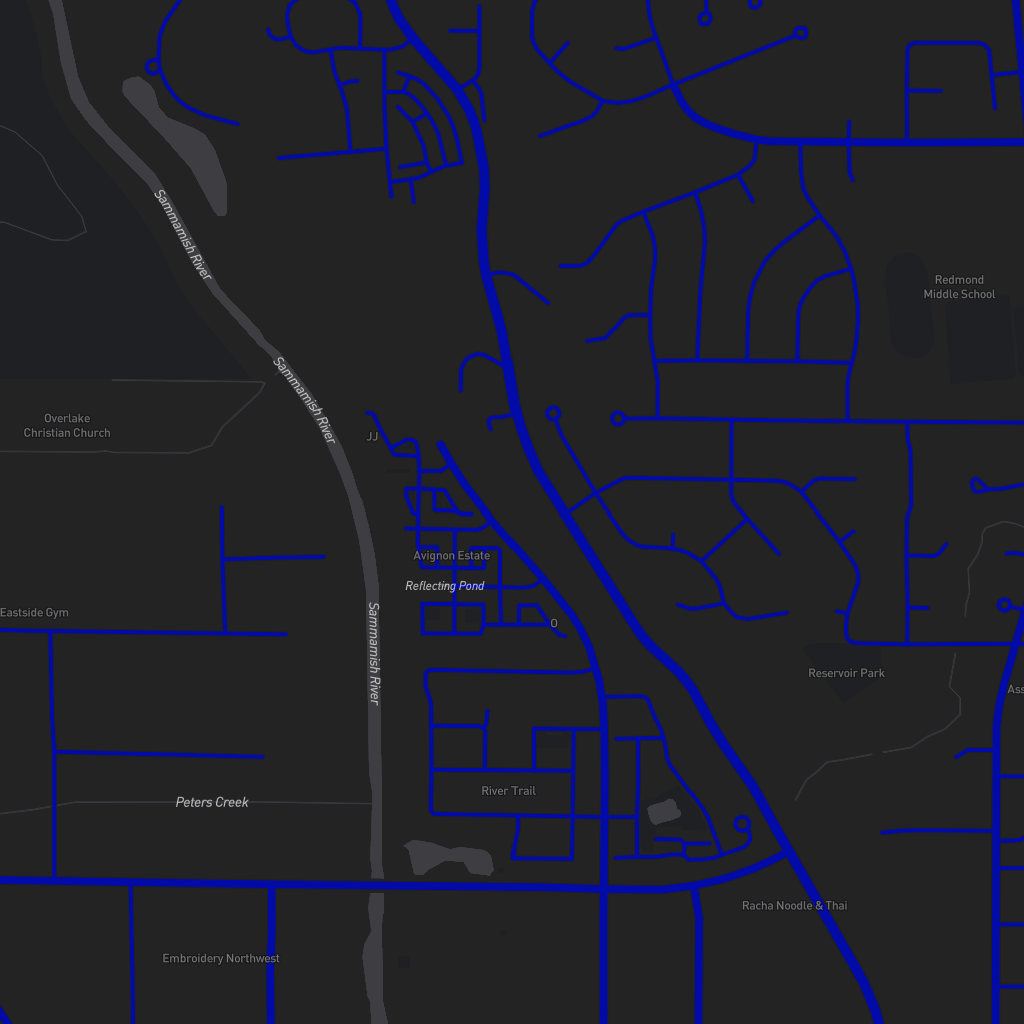 Sammamish River
Redmond
Middle School
Sammamish River
Overlake
Christian Church
JJ
Avignon Estate
Reflecting Pond
Eastside Gym
O
Sammamish River
Reservoir Park
Ass
River Trail
Peters Creek
Racha Noodle & Thai
Embroidery Northwest